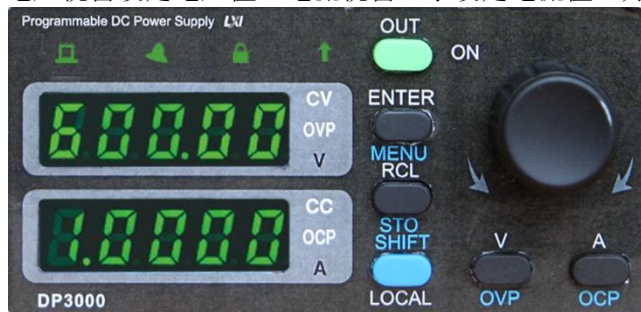 Programmable DC Power Supply LXI
OUT
ON
600.00
CV
OVP
V
ENTER
MENU
RCL
STO
1.0000
CC
OCP
A
SHIFT
LOCAL
V
OVP
A
OCP
DP3000